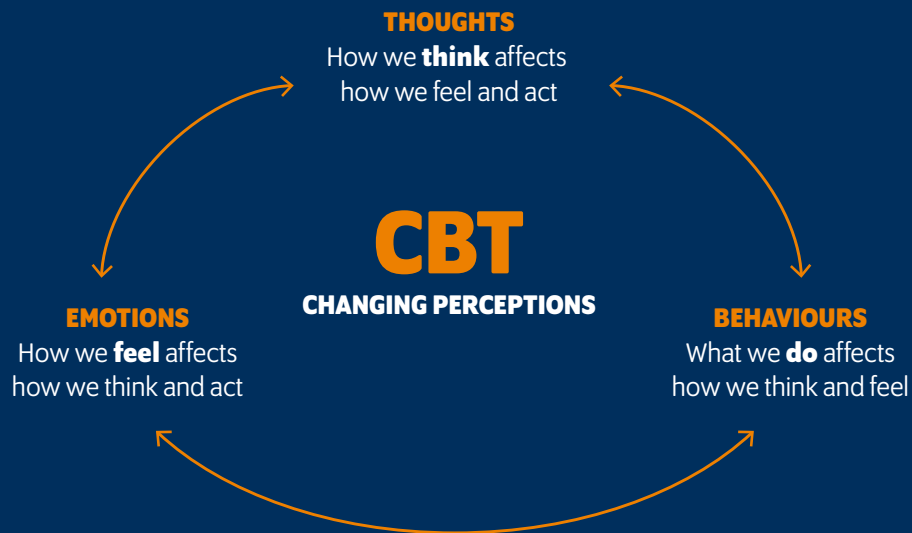 THOUGHTS
How we think affects
how we feel and act
CBT
CHANGING PERCEPTIONS
EMOTIONS
How we feel affects
how we think and act
BEHAVIOURS
What we do affects
how we think and feel